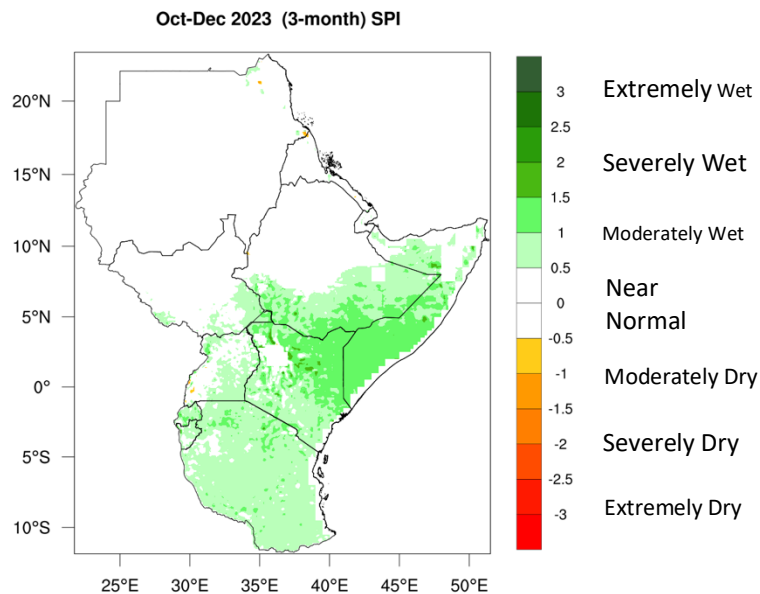 Oct-Dec 2023 (3-month) SPI
20°N
15°N
10°N
5°N
0°
5°S
10°S
25°E 30°E 35°E 40°E 45°E 50°E
3
2.5
2
1.5
1
0.5
0
-0.5
-1
-1.5
-2
-2.5
-3
Extremely Wet
Severely Wet
Moderately Wet
Near
Normal
Moderately Dry
Severely Dry
Extremely Dry